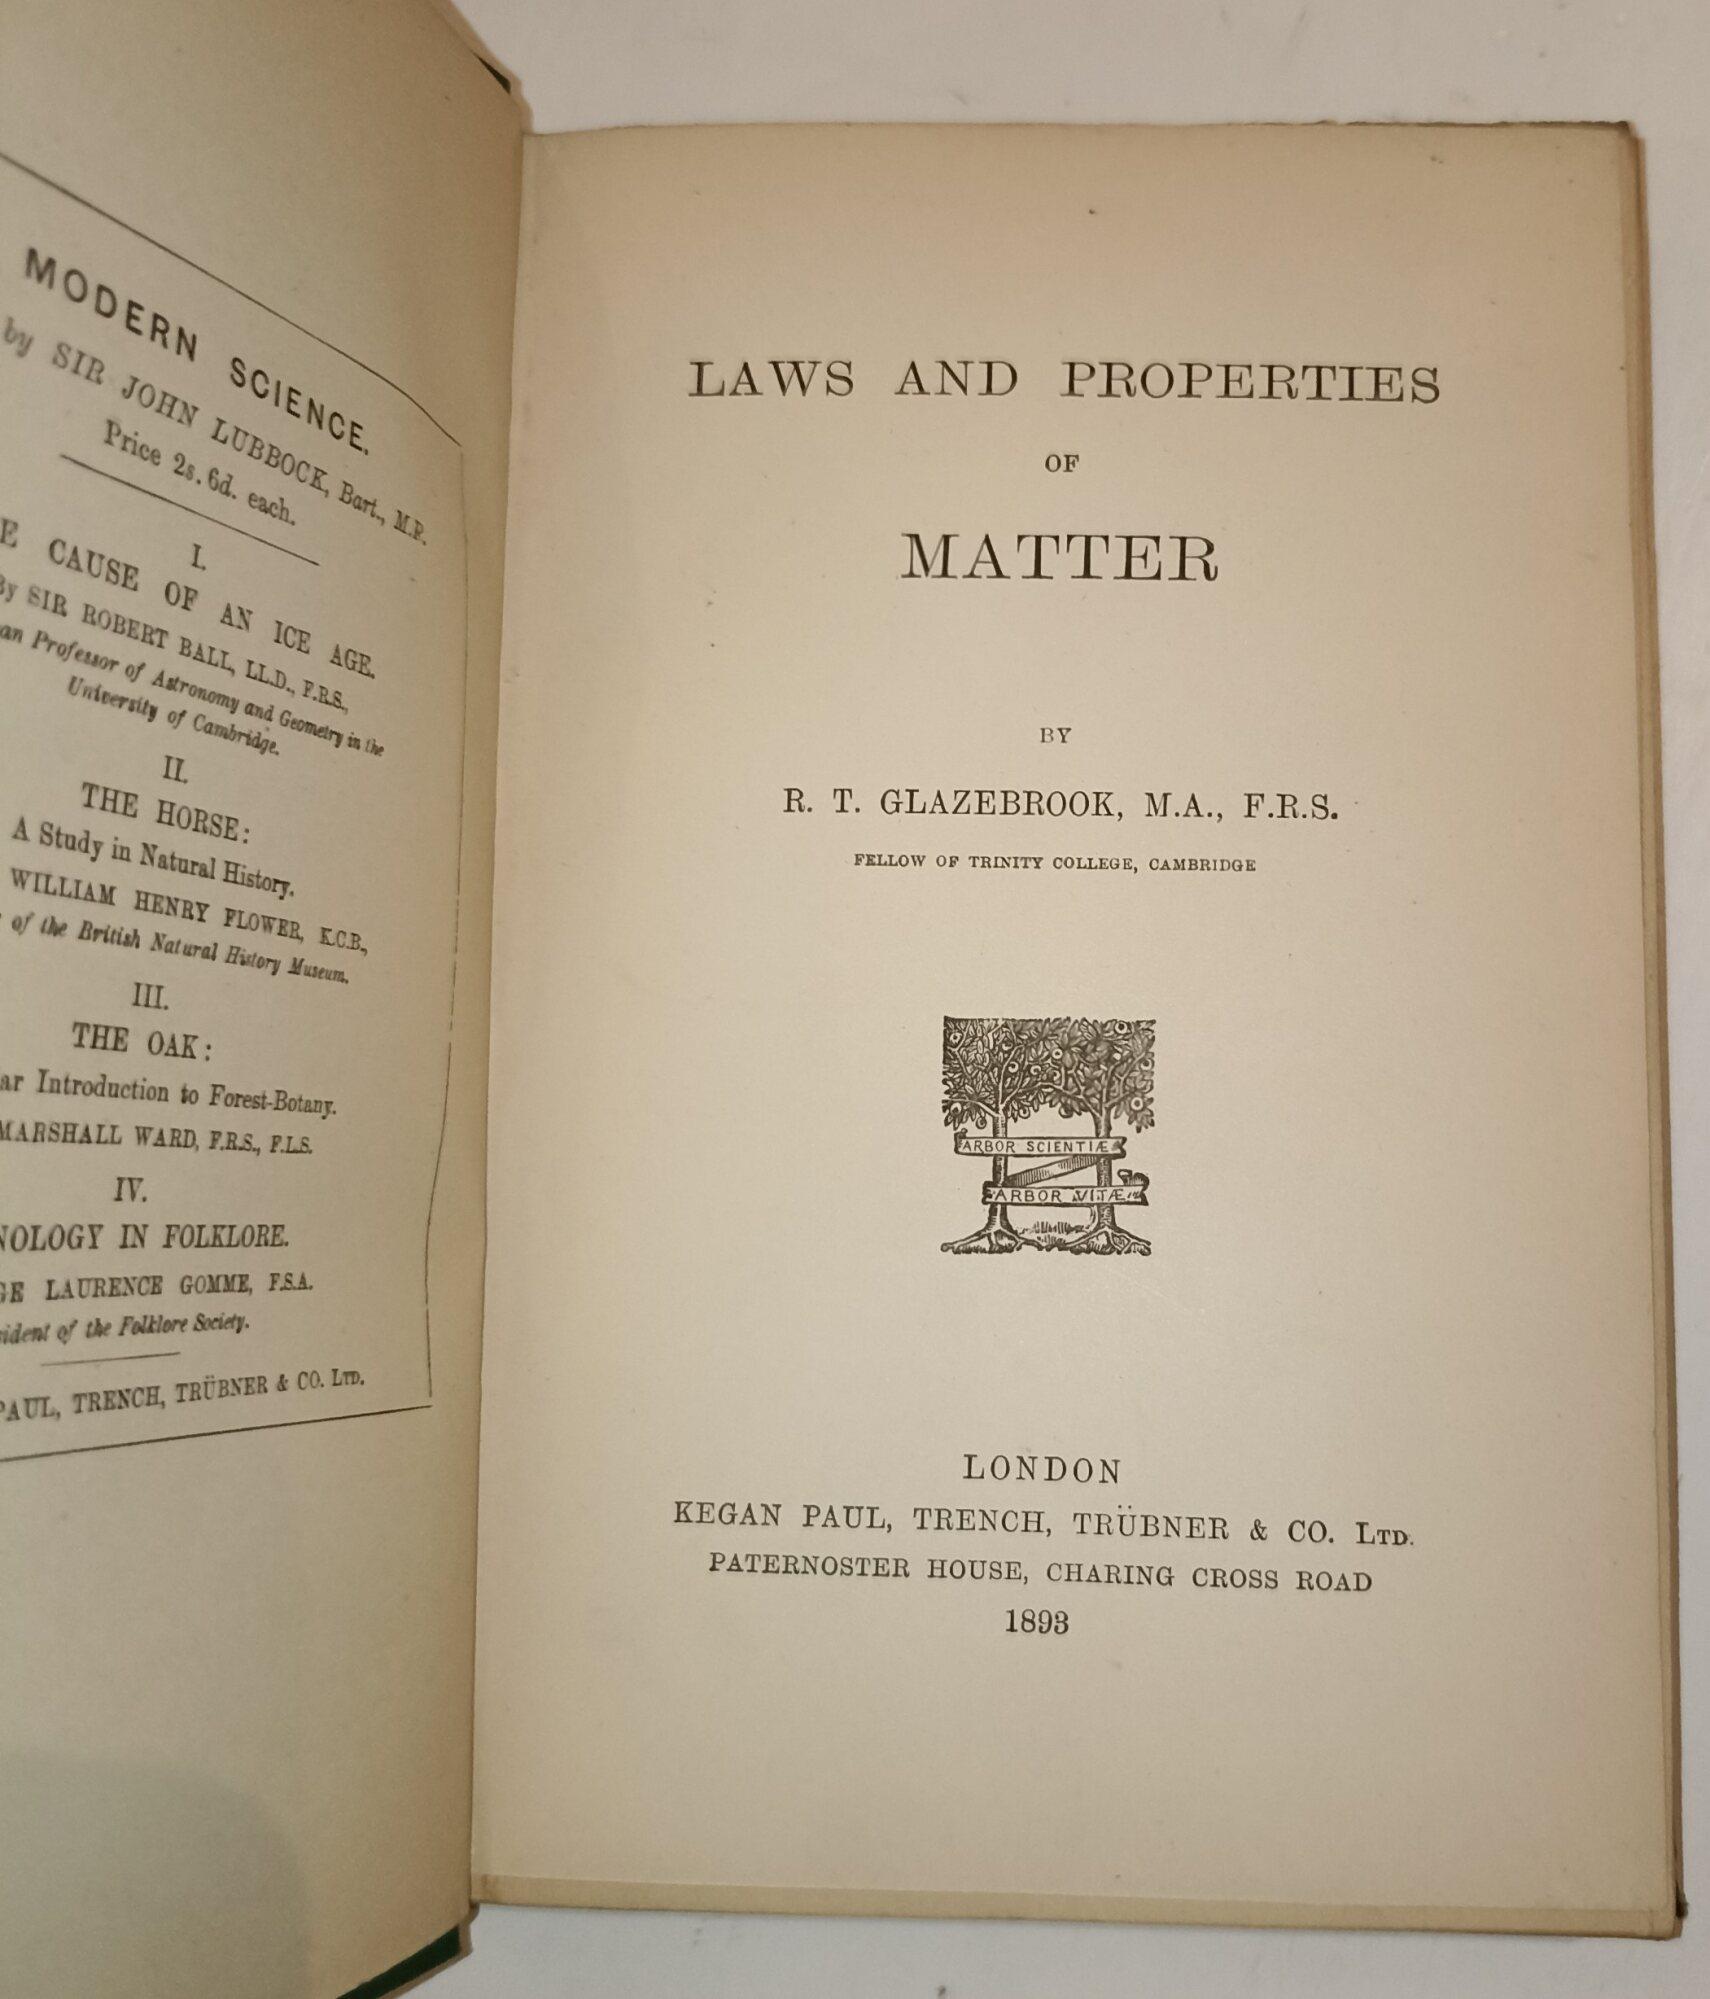 MODERN SCIENCE.
by SIR JOHN LUBBOCK, Bart., M.P.
Price 2s. 6d. each.
I.
CAUSE OF AN ICE AGE.
By SIR ROBERT BALL, LL.D., F.R.S.,
Professor of Astronomy and Geometry in the
University of Cambridge.
II.
THE HORSE:
A Study in Natural History.
WILLIAM HENRY FLOWER, K.C.B.,
of the British Natural History Museum.
III.
THE OAK:
Introduction to Forest-Botany.
MARSHALL WARD, F.R.S., F.L.S.
IV.
IN FOLKLORE.
LAURENCE GOMME, F.S.A.
of the Folklore Society.
PAUL, TRENCH, TRÜBNER & CO. LTD.
LAWS AND PROPERTIES
OF
MATTER
BY
R. T. GLAZEBROOK, M.A., F.R.S.
FELLOW OF TRINITY COLLEGE, CAMBRIDGE
ARBOR SCIENTIÆ
ARBOR VITÆ
LONDON
KEGAN PAUL, TRENCH, TRÜBNER & CO. LTD.
PATERNOSTER HOUSE, CHARING CROSS ROAD
1893